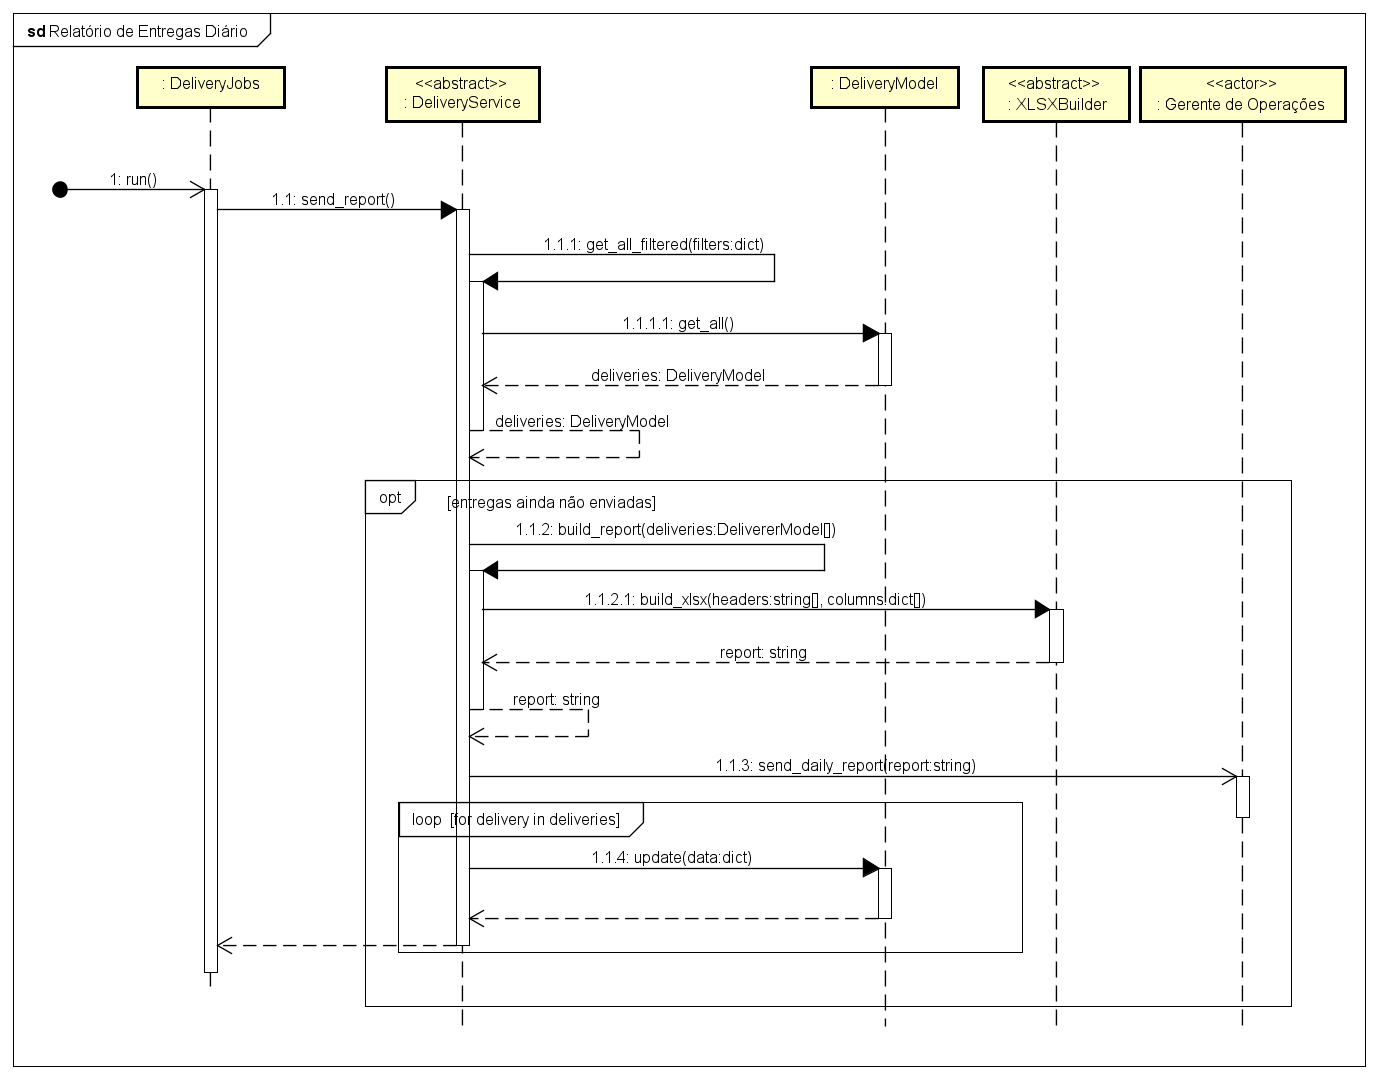 sd Relatório de Entregas Diário
: DeliveryJobs
<<abstract>>
: DeliveryService
: DeliveryModel
<<abstract>>
: XLSXBuilder
<<actor>>
: Gerente de Operações
1: run()
1.1: send_report()
1.1.1: get_all_filtered(filters:dict)
1.1.1.1: get_all()
deliveries: DeliveryModel
deliveries: DeliveryModel
opt
[entregas ainda não enviadas]
1.1.2: build_report(deliveries:DelivererModel[])
1.1.2.1: build_xlsx(headers:string[], columns:dict[])
report: string
report: string
1.1.3: send_daily_report(report:string)
loop [for delivery in deliveries]
1.1.4: update(data:dict)